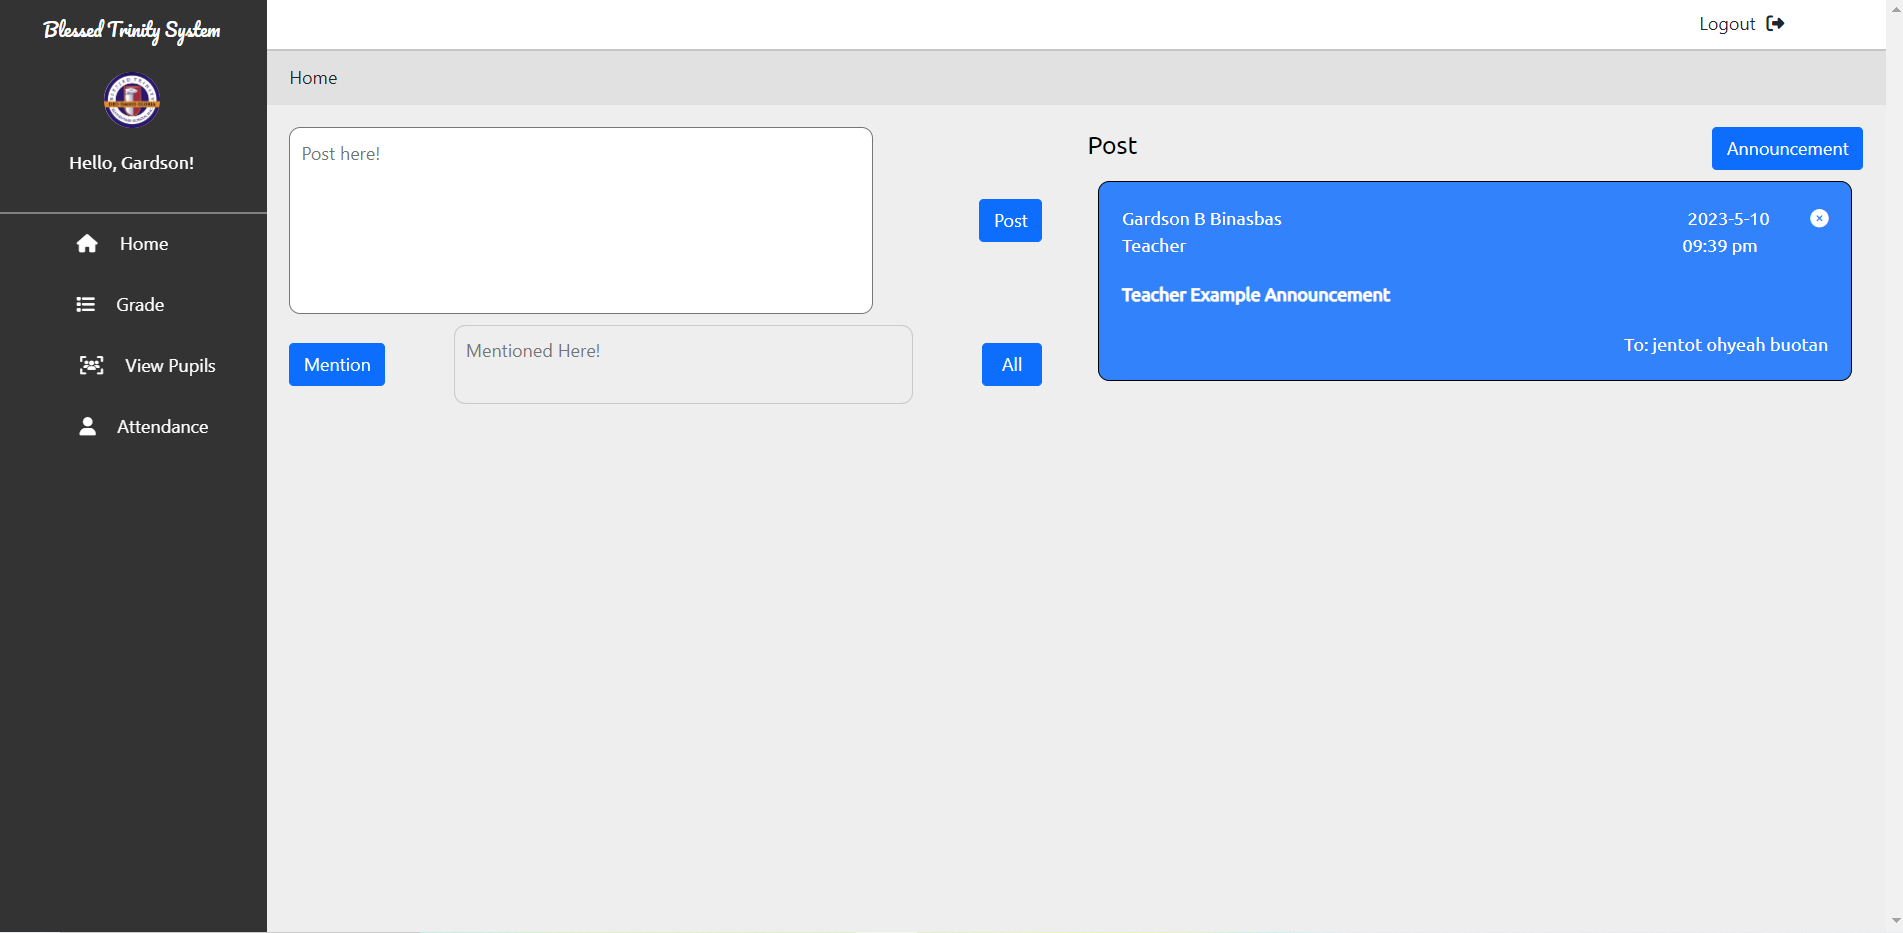 Blessed Trinity System
Hello, Gardson!
Home
Grade
View Pupils
Attendance
Logout
Home
Post here!
Post
Mention
Mentioned Here!
All
Post
Announcement
Gardson B Binasbas 2023-5-10
Teacher 09:39 pm
Teacher Example Announcement
To: jentot ohyeah buotan